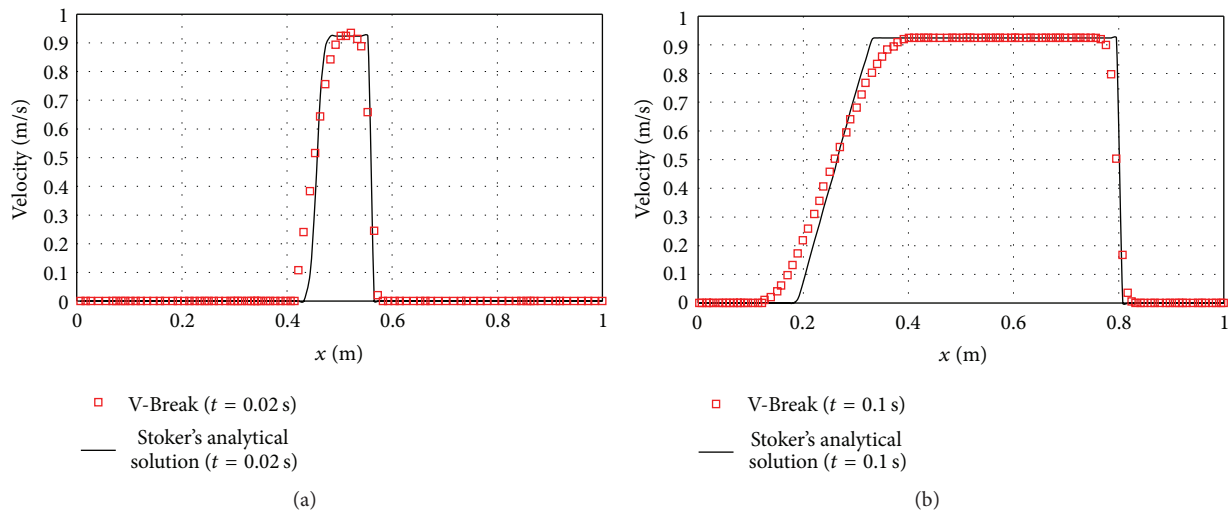 1
0.9
0.8
0.7
0.6
0.5
0.4
0.3
0.2
0.1
0
Velocity (m/s)
0 0.2 0.4 0.6 0.8 1
x (m)
V-Break (t = 0.02 s)
Stoker's analytical
solution (t = 0.02 s)
(a)
1
0.9
0.8
0.7
0.6
0.5
0.4
0.3
0.2
0.1
0
Velocity (m/s)
0 0.2 0.4 0.6 0.8 1
x (m)
V-Break (t = 0.1 s)
Stoker's analytical
solution (t = 0.1 s)
(b)